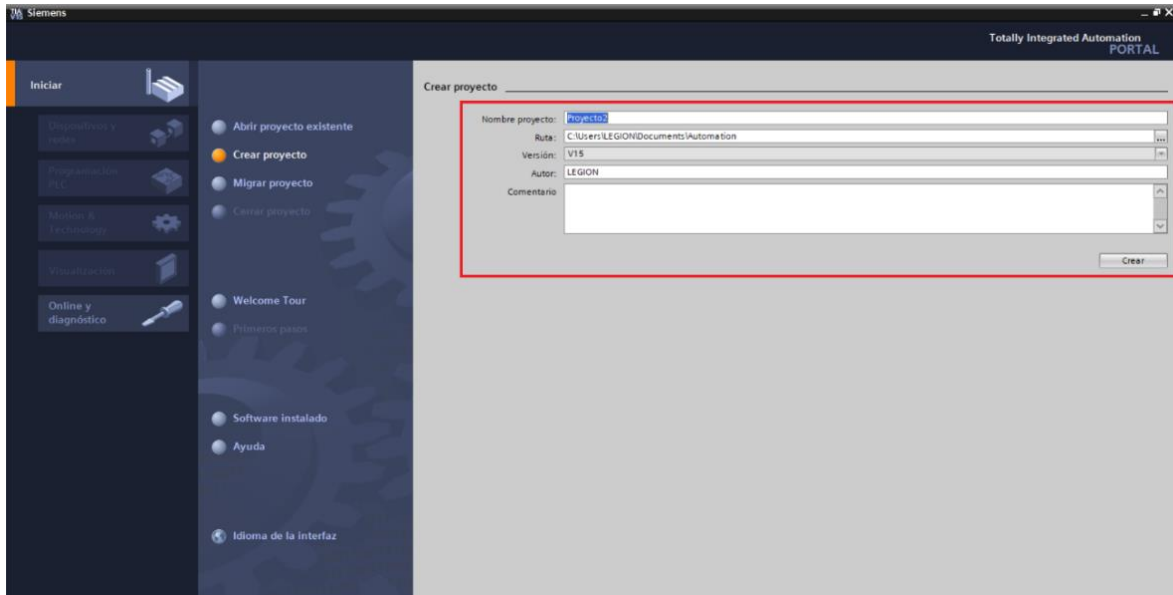 Siemens
Totally Integrated Automation
PORTAL
Iniciar
Dispositivos y
redes
Programación
PLC
Motion &
Technology
Visualización
Online y
diagnóstico
Abrir proyecto existente
Crear proyecto
Migrar proyecto
Cerrar proyecto
Welcome Tour
Primeros pasos
Software instalado
Ayuda
Idioma de la interfaz
Crear proyecto
Nombre proyecto: Proyecto2
Ruta: C:\Users\LEGION\Documents\Automation
...
Versión: V15
Autor: LEGION
Comentario
Crear